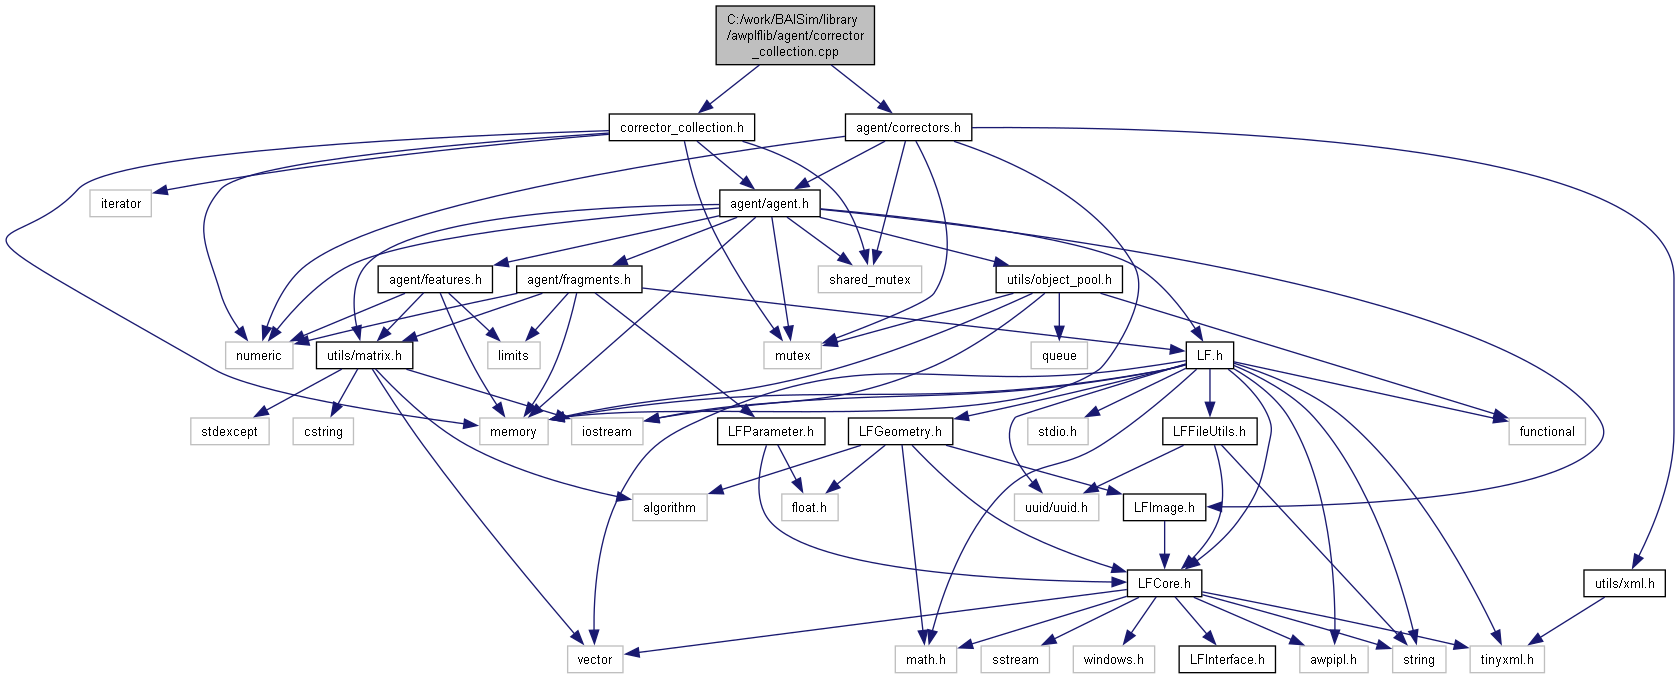 C:/work/BAISim/library
/awplflib/agent/corrector
_collection.cpp
corrector_collection.h
agent/correctors.h
iterator
agent/agent.h
agent/features.h
agent/fragments.h
shared_mutex
utils/object_pool.h
numeric
utils/matrix.h
limits
mutex
queue
LF.h
stdexcept
cstring
memory
iostream
LFParameter.h
LFGeometry.h
stdio.h
LFFileUtils.h
functional
algorithm
float.h
uuid/uuid.h
LFImage.h
LFCore.h
utils/xml.h
vector
math.h
sstream
windows.h
LFInterface.h
awpipl.h
string
tinyxml.h